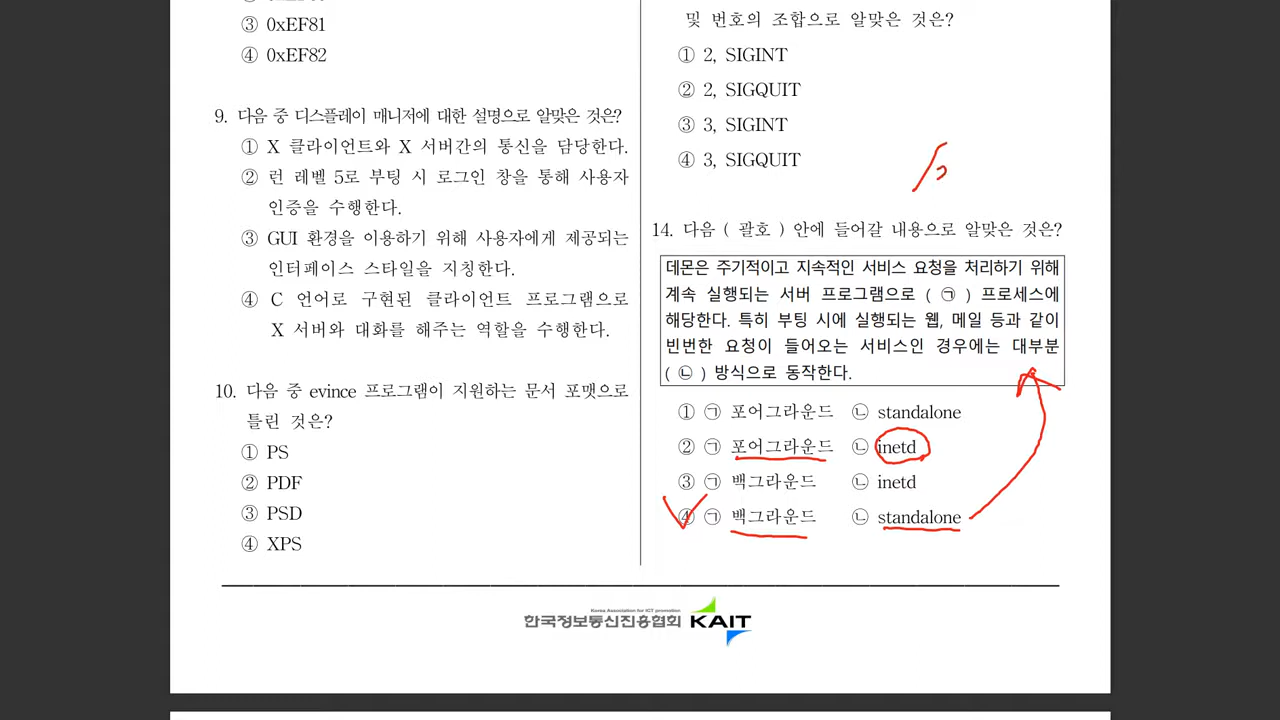 ③ 0xEF81
④ 0xEF82
9. 다음 중 디스플레이 매니저에 대한 설명으로 알맞은 것은?
① X 클라이언트와 X 서버간의 통신을 담당한다.
② 런 레벨 5로 부팅 시 로그인 창을 통해 사용자
인증을 수행한다.
③ GUI 환경을 이용하기 위해 사용자에게 제공되는
인터페이스 스타일을 지칭한다.
④ C 언어로 구현된 클라이언트 프로그램으로
X 서버와 대화를 해주는 역할을 수행한다.
10. 다음 중 evince 프로그램이 지원하는 문서 포맷으로
틀린 것은?
① PS
② PDF
③ PSD
④ XPS
및 번호의 조합으로 알맞은 것은?
① 2, SIGINT
② 2, SIGQUIT
③ 3, SIGINT
④ 3, SIGQUIT
14. 다음 ( 괄호 ) 안에 들어갈 내용으로 알맞은 것은?
데몬은 주기적이고 지속적인 서비스 요청을 처리하기 위해
계속 실행되는 서버 프로그램으로 ( ㉠ ) 프로세스에
해당한다. 특히 부팅 시에 실행되는 웹, 메일 등과 같이
빈번한 요청이 들어오는 서비스인 경우에는 대부분
( ㉡ ) 방식으로 동작한다.
① ㉠ 포어그라운드 ㉡ standalone
② ㉠ 포어그라운드 ㉡ inetd
③ ㉠ 백그라운드 ㉡ inetd
④ ㉠ 백그라운드 ㉡ standalone
Korea Association for ICT promotion
한국정보통신진흥협회 KAIT